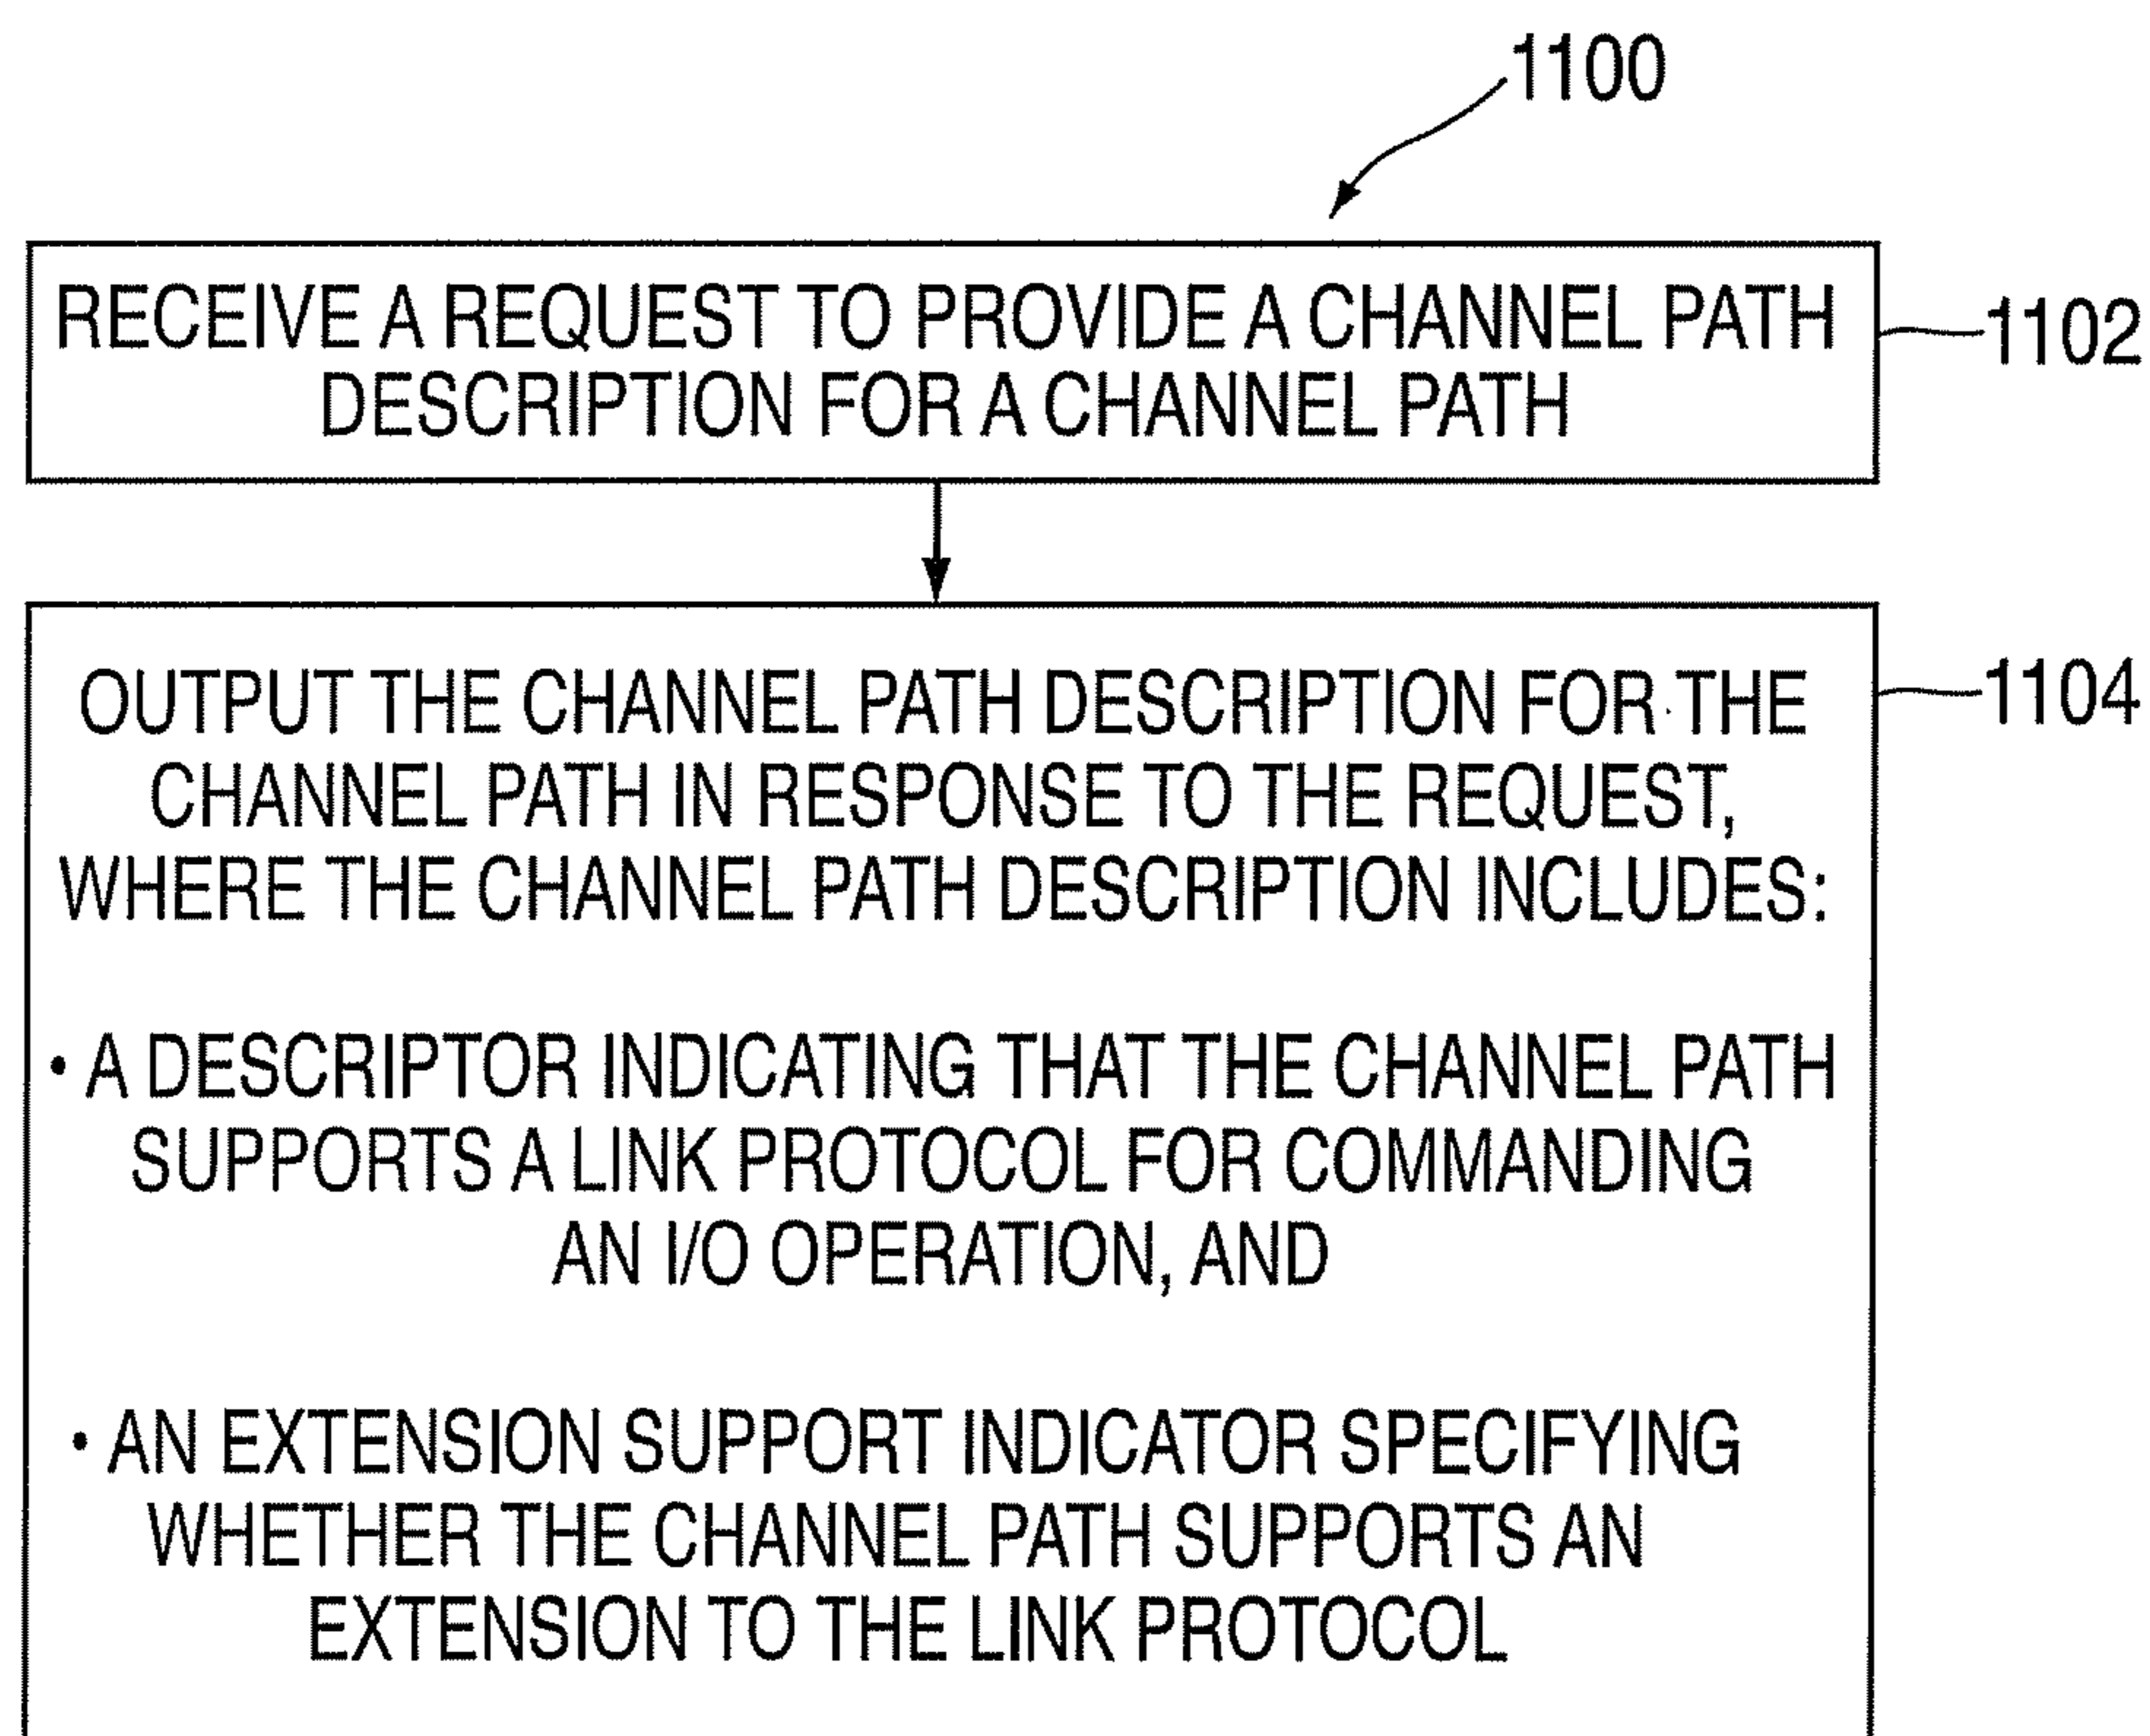 1100
RECEIVE A REQUEST TO PROVIDE A CHANNEL PATH
DESCRIPTION FOR A CHANNEL PATH
1102
OUTPUT THE CHANNEL PATH DESCRIPTION FOR THE
CHANNEL PATH IN RESPONSE TO THE REQUEST,
WHERE THE CHANNEL PATH DESCRIPTION INCLUDES:
1104
• A DESCRIPTOR INDICATING THAT THE CHANNEL PATH
SUPPORTS A LINK PROTOCOL FOR COMMANDING
AN I/O OPERATION, AND
• AN EXTENSION SUPPORT INDICATOR SPECIFYING
WHETHER THE CHANNEL PATH SUPPORTS AN
EXTENSION TO THE LINK PROTOCOL